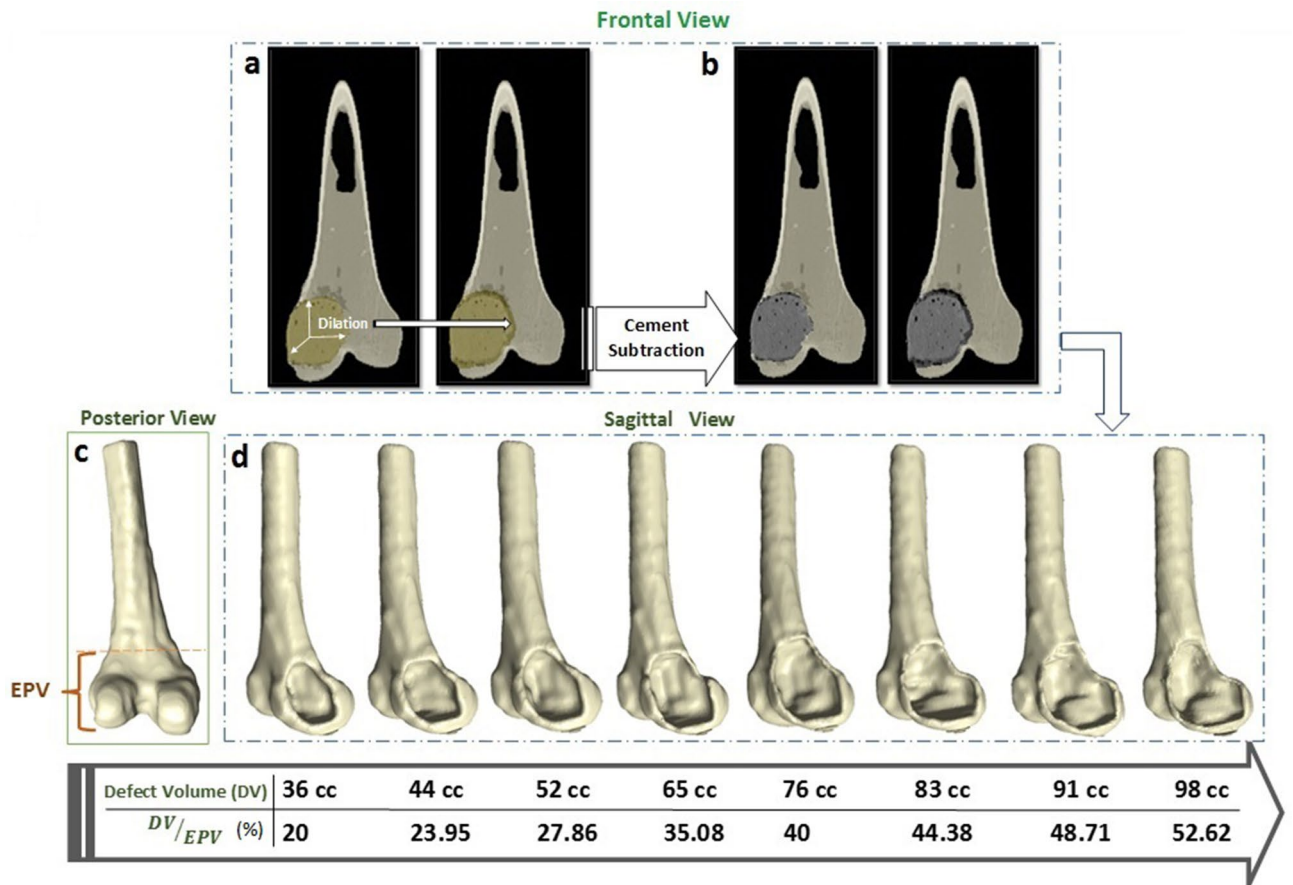 Frontal View
a
b
Dilation
Cement
Subtraction
Posterior View
Sagittal View
c
d
EPV
Defect Volume (DV) 36 cc 44 cc 52 cc 65 cc 76 cc 83 cc 91 cc 98 cc
DV/EPV (%) 20 23.95 27.86 35.08 40 44.38 48.71 52.62